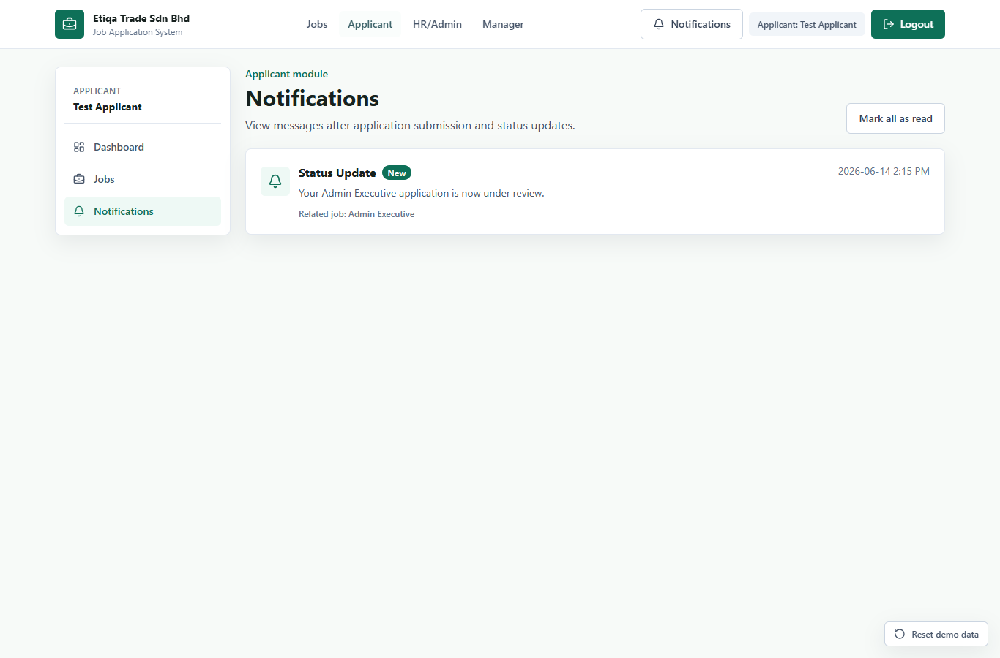 Etiqa Trade Sdn Bhd
Job Application System
Jobs
Applicant
HR/Admin
Manager
Notifications
Applicant: Test Applicant
Logout
APPLICANT
Test Applicant
Dashboard
Jobs
Notifications
Applicant module
Notifications
View messages after application submission and status updates.
Mark all as read
Status Update New
2026-06-14 2:15 PM
Your Admin Executive application is now under review.
Related job: Admin Executive
Reset demo data